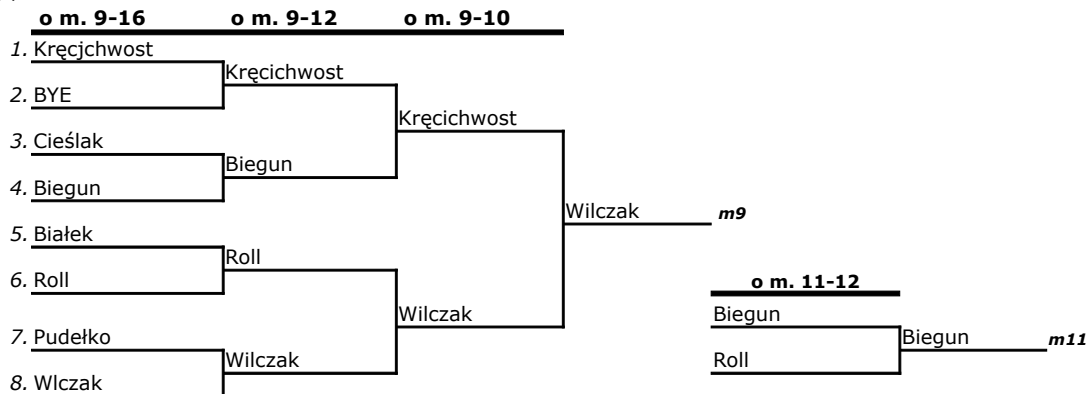 o m. 9-16 o m. 9-12 o m. 9-10
1. Kręcjchwost
Kręcichwost
2. BYE
Kręcichwost
3. Cieślak
Biegun
4. Biegun
Wilczak m9
5. Białek
Roll
6. Roll
o m. 11-12
Biegun
Wilczak
7. Pudełko
Biegun m11
Wilczak
Roll
8. Wlczak